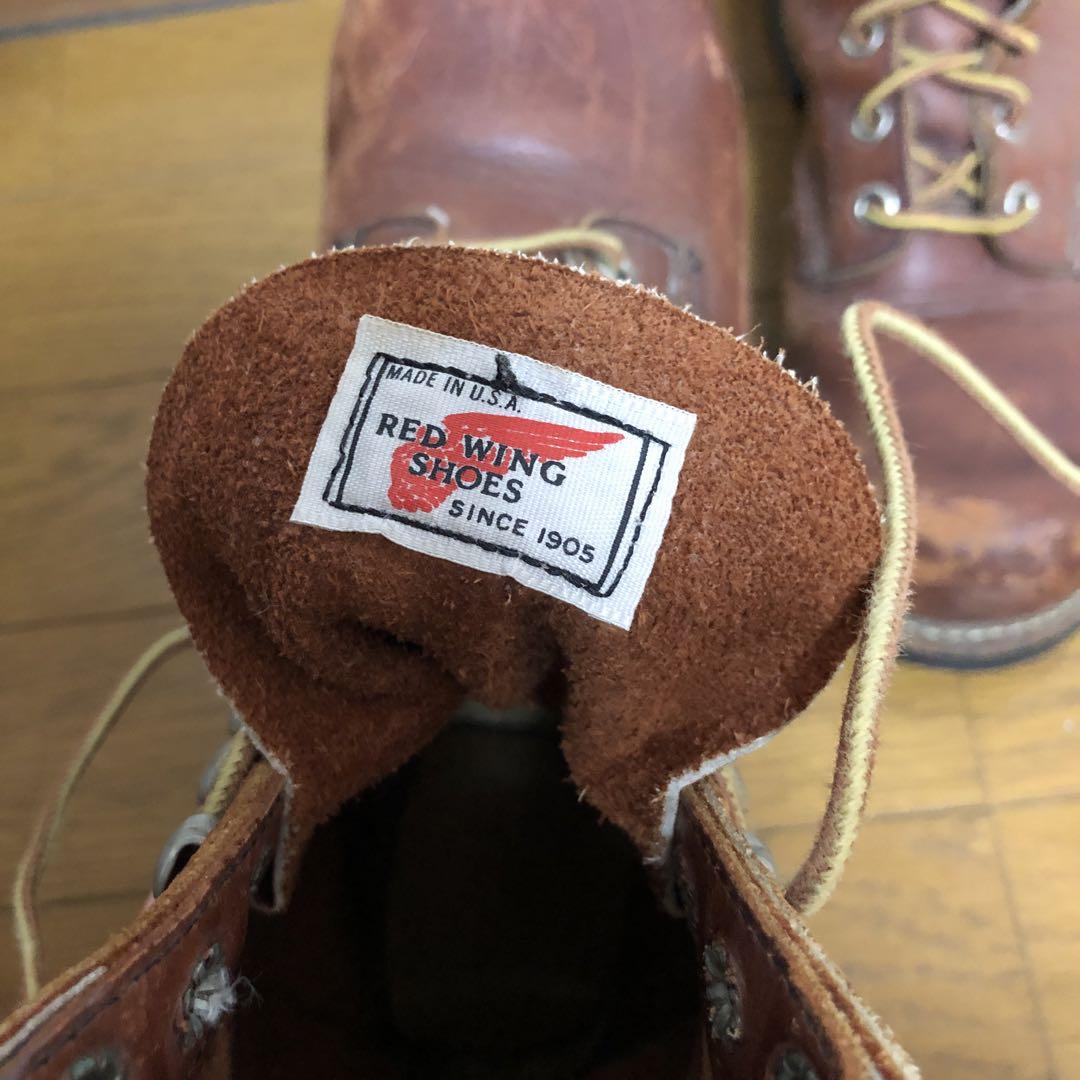 MADE IN U.S.A.
RED WING
SHOES
SINCE 1905